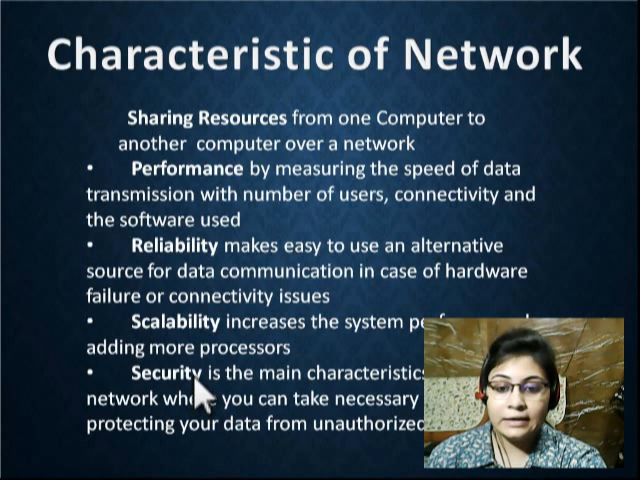 Characteristic of Network
Sharing Resources from one Computer to
another computer over a network
• Performance by measuring the speed of data
transmission with number of users, connectivity and
the software used
• Reliability makes easy to use an alternative
source for data communication in case of hardware
failure or connectivity issues
• Scalability increases the system
adding more processors
• Security is the main characteristics
network you can take necessary
protecting your data from unauthorized